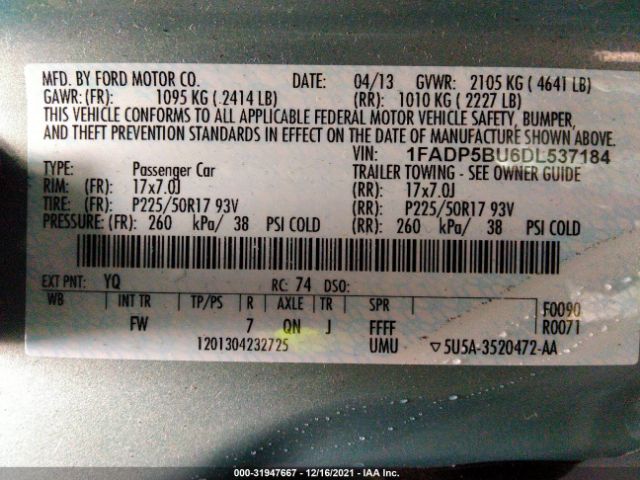 MFD. BY FORD MOTOR CO. DATE: 04/13 GVWR: 2105 KG ( 4641 LB)
GAWR: (FR): 1095 KG ( 2414 LB) (RR): 1010 KG ( 2227 LB)
THIS VEHICLE CONFORMS TO ALL APPLICABLE FEDERAL MOTOR VEHICLE SAFETY, BUMPER,
AND THEFT PREVENTION STANDARDS IN EFFECT ON THE DATE OF MANUFACTURE SHOWN ABOVE.
VIN: 1FADP5BU6DL537184
TYPE: Passenger Car TRAILER TOWING - SEE OWNER GUIDE
RIM: (FR): 17x7.0J (RR): 17x7.0J
TIRE: (FR): P225/50R17 93V (RR): P225/50R17 93V
PRESSURE: (FR): 260 kPa/ 38 PSI COLD (RR): 260 kPa/ 38 PSI COLD
EXT PNT: YQ RC: 74 DSO:
WB INT TR TP/PS R AXLE TR SPR F0090
FW 7 QN J FFFF R0071
1201304232725 UMU ▽5U5A-3520472-AA
000-31947667 - 12/16/2021 - IAA Inc.